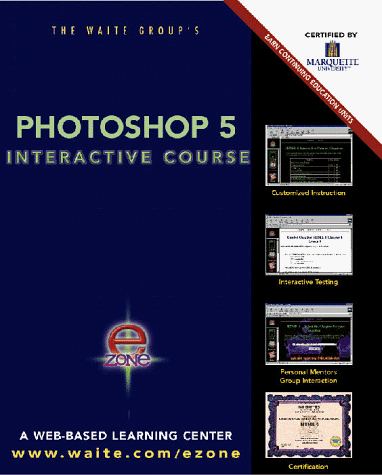 THE WAITE GROUP'S
EARN CONTINUING EDUCATION UNITS
CERTIFIED BY
MARQUETTE
UNIVERSITY
PHOTOSHOP 5
INTERACTIVE COURSE
Customized Instruction
Interactive Testing
Personal Mentors
Group Interaction
e
ZONE
Certification
A WEB-BASED LEARNING CENTER
www.waite.com/ezone